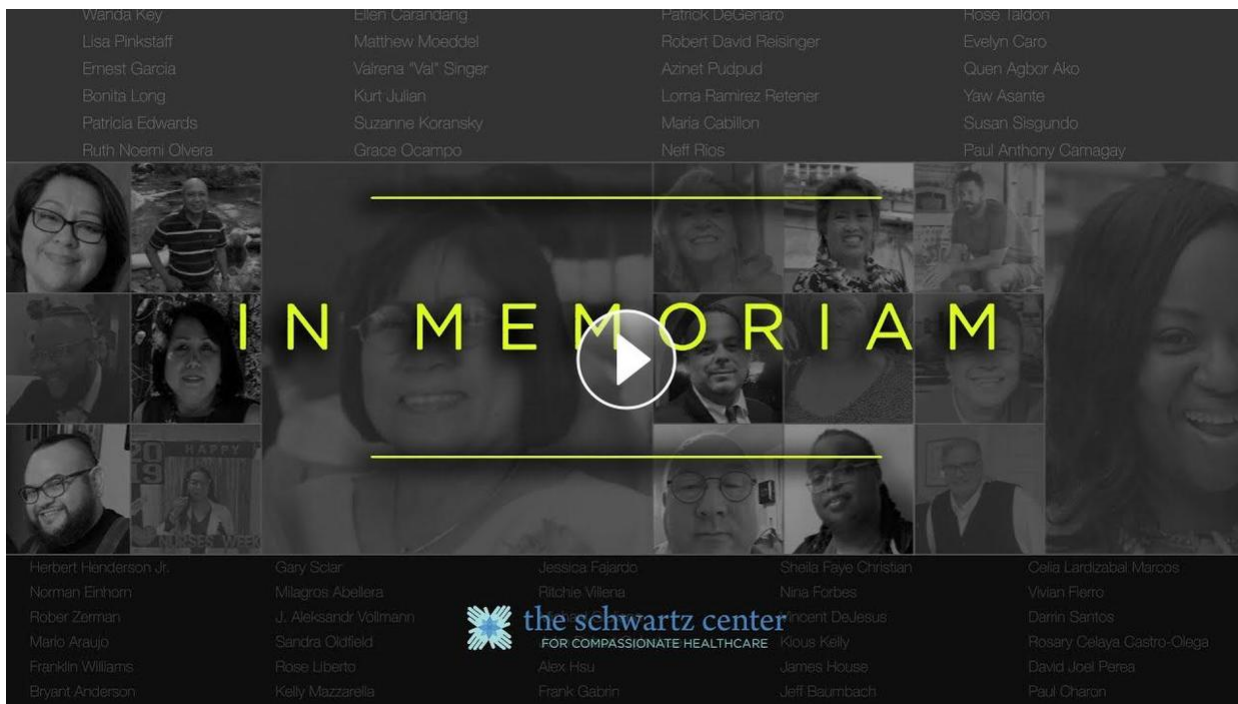 Wanda Key Ellen Carandang Patrick DeGenaro Rose Taldon
Lisa Pinkstaff Matthew Moeddel Robert David Reisinger Evelyn Caro
Ernest Garcia Valrena "Val" Singer Azinet Pudpud Quen Agbor Ako
Bonita Long Kurt Julian Lorna Ramirez Retener Yaw Asante
Patricia Edwards Suzanne Koransky Maria Cabillon Susan Sisgundo
Ruth Noemi Olvera Grace Ocampo Neff Rios Paul Anthony Camagay
IN MEMORIAM
2019
HAPPY
NURSES WEEK
Herbert Henderson Jr. Gary Sclar Jessica Fajardo Sheila Faye Christian Celia Lardizabal Marcos
Norman Einhorn Milagros Abellera Ritchie Villena Nina Forbes Vivian Fierro
Rober Zerman J. Aleksandr Vollmann Vincent DeJesus Darrin Santos
the schwartz center
FOR COMPASSIONATE HEALTHCARE
Mario Araujo Sandra Oldfield Kious Kelly Rosary Celaya Castro-Olega
Franklin Williams Rose Liberto Alex Hsu James House David Joel Perea
Bryant Anderson Kelly Mazzarella Frank Gabrin Jeff Baumbach Paul Charon